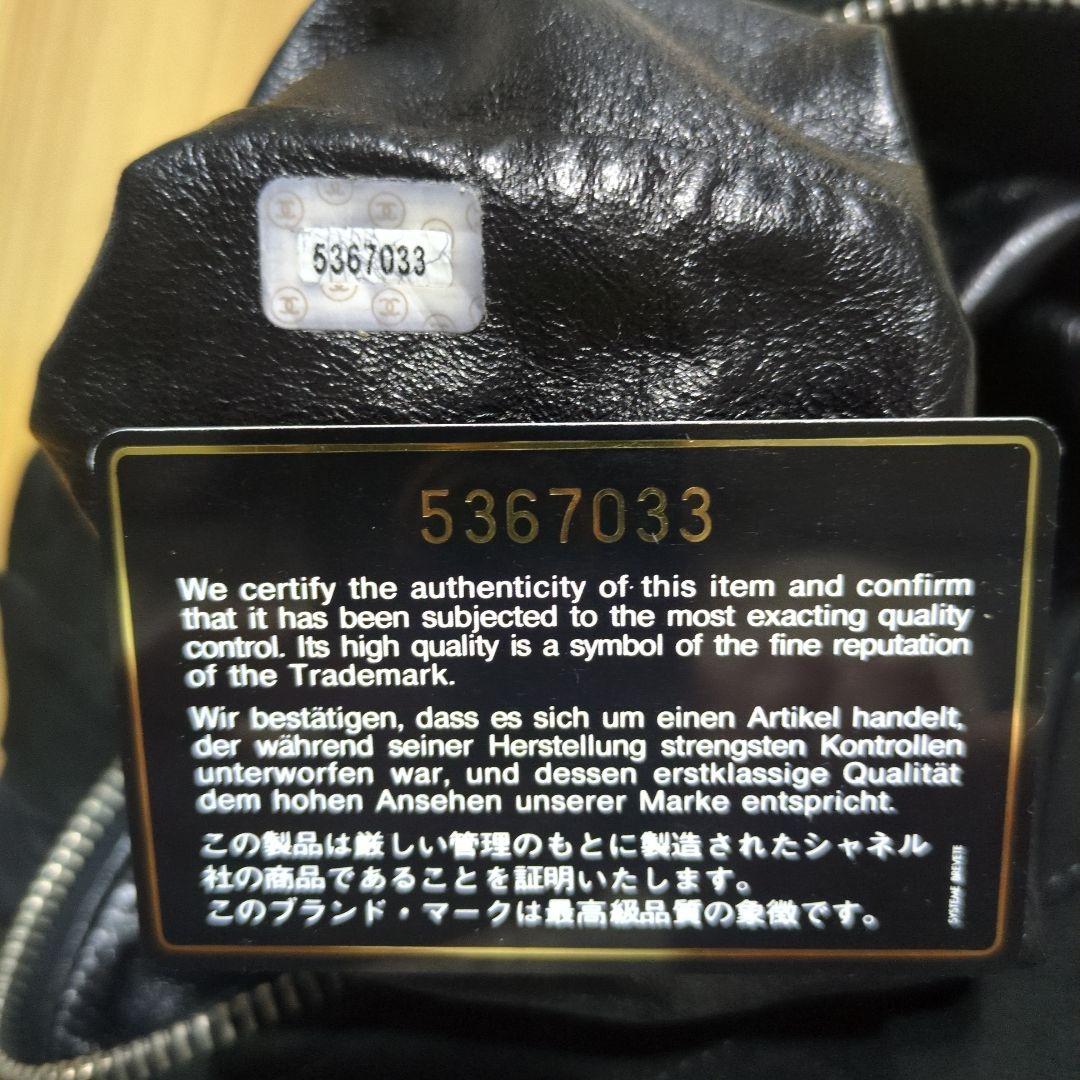 5367033
5367033
We certify the authenticity of this item and confirm
that it has been subjected to the most exacting quality
control. Its high quality is a symbol of the fine reputation
of the Trademark.
Wir bestätigen, dass es sich um einen Artikel handelt,
der während seiner Herstellung strengsten Kontrollen
unterworfen war, und dessen erstklassige Qualität
dem hohen Ansehen unserer Marke entspricht.
この製品は厳しい管理のもとに製造されたシャネル
社の商品であることを証明いたします。
このブランド・マークは最高級品質の象徴です。
SYSTEME BREVETE